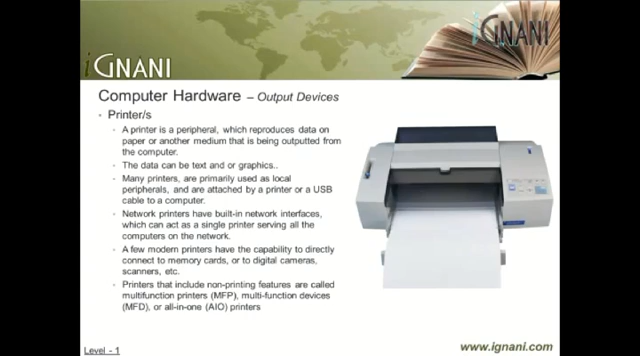 iGNANI
iGNANI
Computer Hardware – Output Devices
• Printer/s
• A printer is a peripheral, which reproduces data on
paper or another medium that is being outputted from
the computer.
• The data can be text and or graphics..
• Many printers, are primarily used as local
peripherals, and are attached by a printer or a USB
cable to a computer.
• Network printers have built-in network interfaces,
which can act as a single printer serving all the
computers on the network.
• A few modern printers have the capability to directly
connect to memory cards, or to digital cameras,
scanners, etc.
• Printers that include non-printing features are called
multifunction printers (MFP), multi-function devices
(MFD), or all-in-one (AIO) printers
Level - 1
www.ignani.com